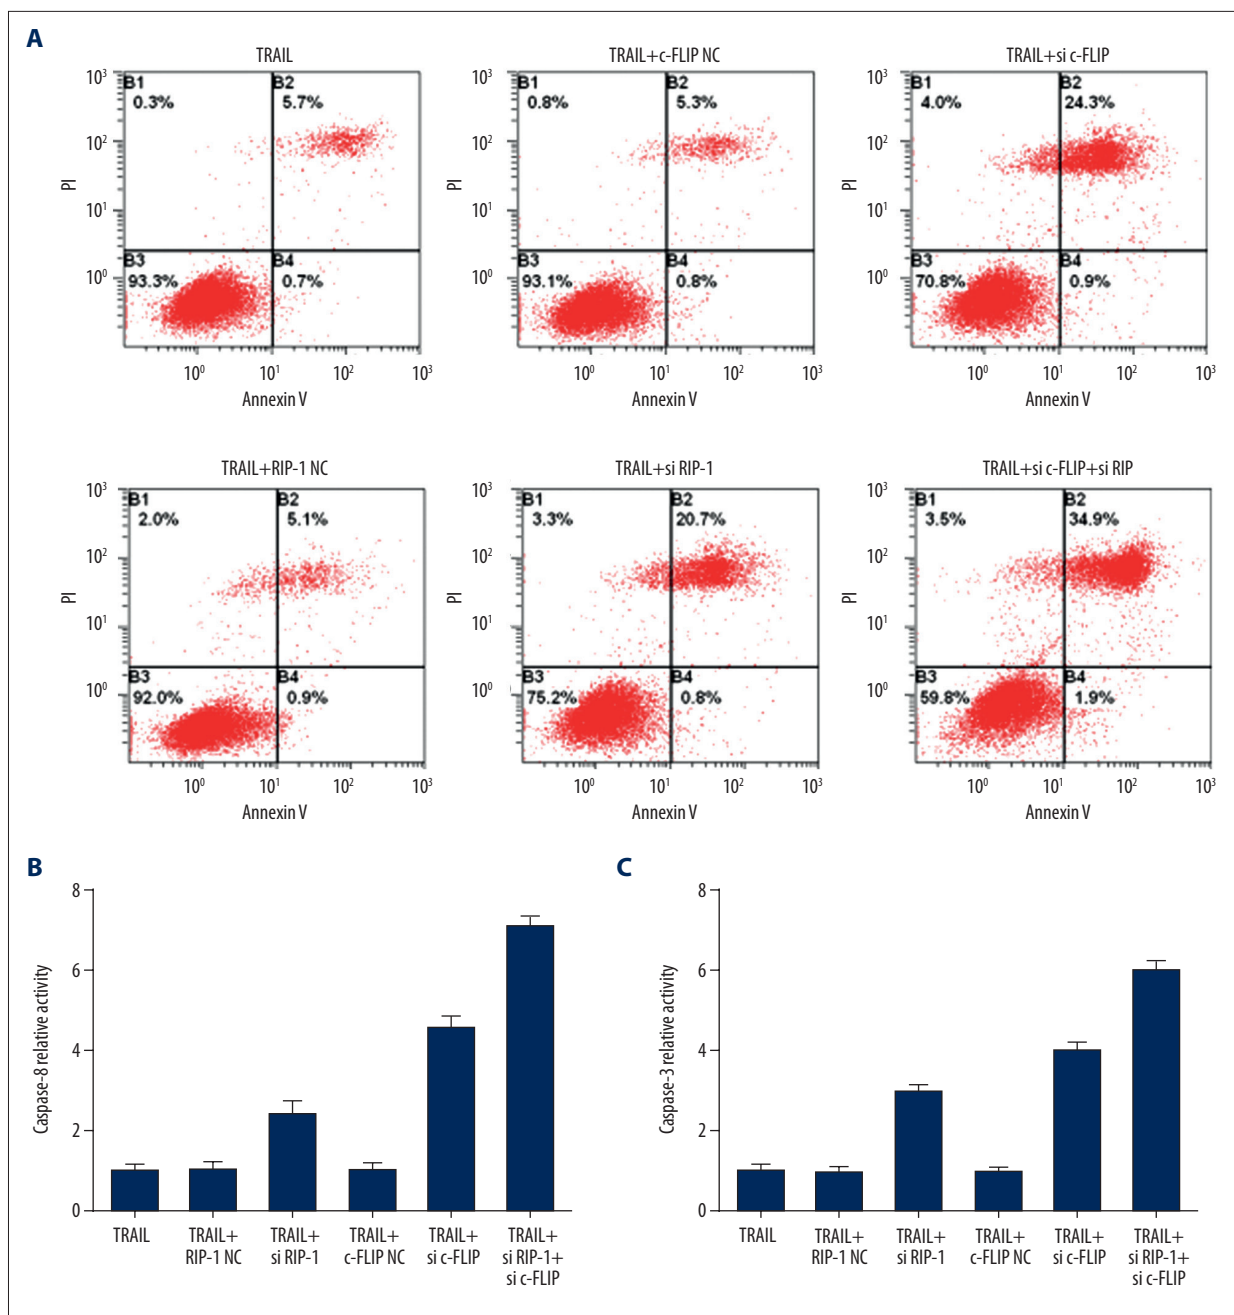 A
TRAIL
TRAIL+c-FLIP NC
TRAIL+si c-FLIP
10³
10²
10¹
10⁰
PI
B1
0.3%
B2
5.7%
B3
93.3%
B4
0.7%
10⁰ 10¹ 10² 10³
Annexin V
10³
10²
10¹
10⁰
PI
B1
0.8%
B2
5.3%
B3
93.1%
B4
0.8%
10⁰ 10¹ 10² 10³
Annexin V
10³
10²
10¹
10⁰
PI
B1
4.0%
B2
24.3%
B3
70.8%
B4
0.9%
10⁰ 10¹ 10² 10³
Annexin V
TRAIL+RIP-1 NC
TRAIL+si RIP-1
TRAIL+si c-FLIP+si RIP
10³
10²
10¹
10⁰
PI
B1
2.0%
B2
5.1%
B3
92.0%
B4
0.9%
10⁰ 10¹ 10² 10³
Annexin V
10³
10²
10¹
10⁰
PI
B1
3.3%
B2
20.7%
B3
75.2%
B4
0.8%
10⁰ 10¹ 10² 10³
Annexin V
10³
10²
10¹
10⁰
PI
B1
3.5%
B2
34.9%
B3
59.8%
B4
1.9%
10⁰ 10¹ 10² 10³
Annexin V
B
8
6
4
2
0
Caspase-8 relative activity
TRAIL
TRAIL+
RIP-1 NC
TRAIL+
si RIP-1
TRAIL+
c-FLIP NC
TRAIL+
si c-FLIP
TRAIL+
si RIP-1+
si c-FLIP
C
8
6
4
2
0
Caspase-3 relative activity
TRAIL
TRAIL+
RIP-1 NC
TRAIL+
si RIP-1
TRAIL+
c-FLIP NC
TRAIL+
si c-FLIP
TRAIL+
si RIP-1+
si c-FLIP